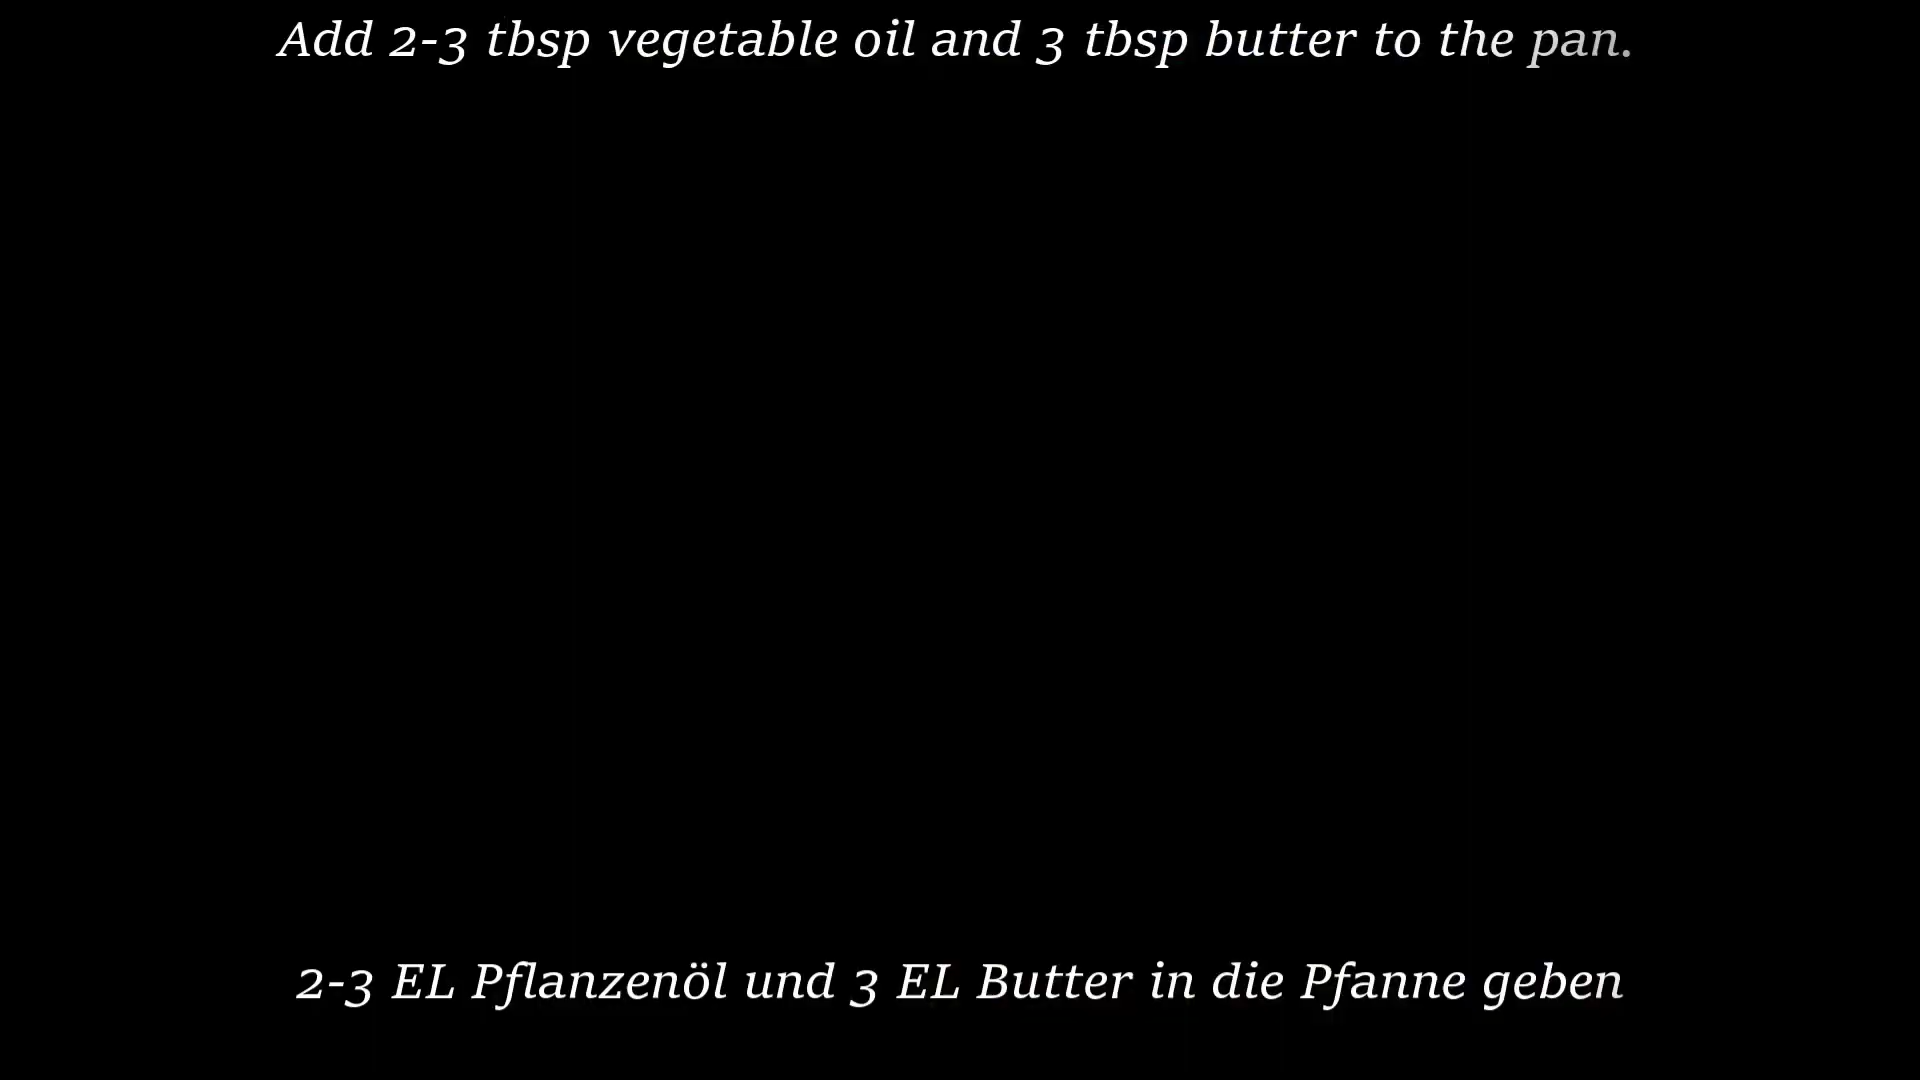 Add 2-3 tbsp vegetable oil and 3 tbsp butter to the pan.
2-3 EL Pflanzenöl und 3 EL Butter in die Pfanne geben